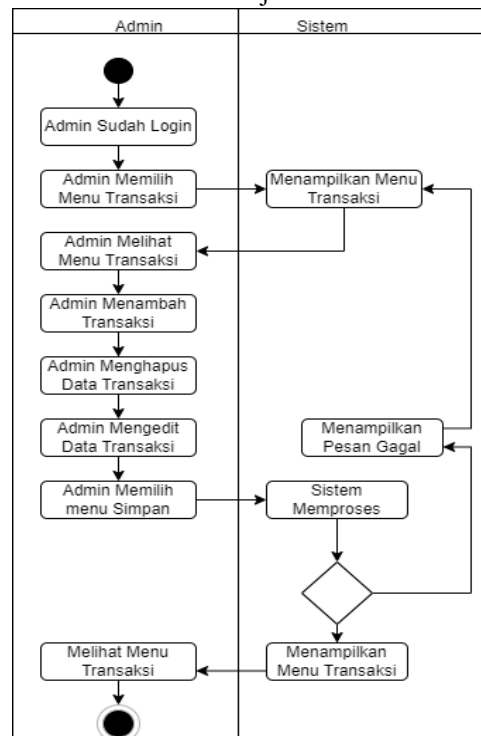 Admin
Sistem
Admin Sudah Login
Admin Memilih
Menu Transaksi
Menampilkan Menu
Transaksi
Admin Melihat
Menu Transaksi
Admin Menambah
Transaksi
Admin Menghapus
Data Transaksi
Admin Mengedit
Data Transaksi
Menampilkan
Pesan Gagal
Admin Memilih
menu Simpan
Sistem
Memproses
Melihat Menu
Transaksi
Menampilkan
Menu Transaksi